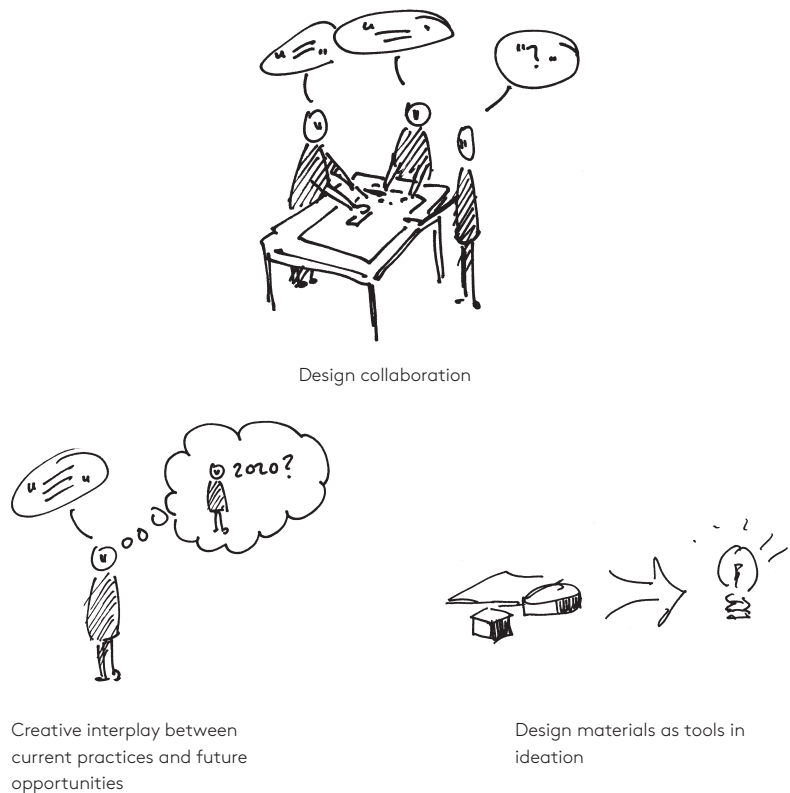 "?"
Design collaboration
2020?
Creative interplay between
current practices and future
opportunities
Design materials as tools in
ideation